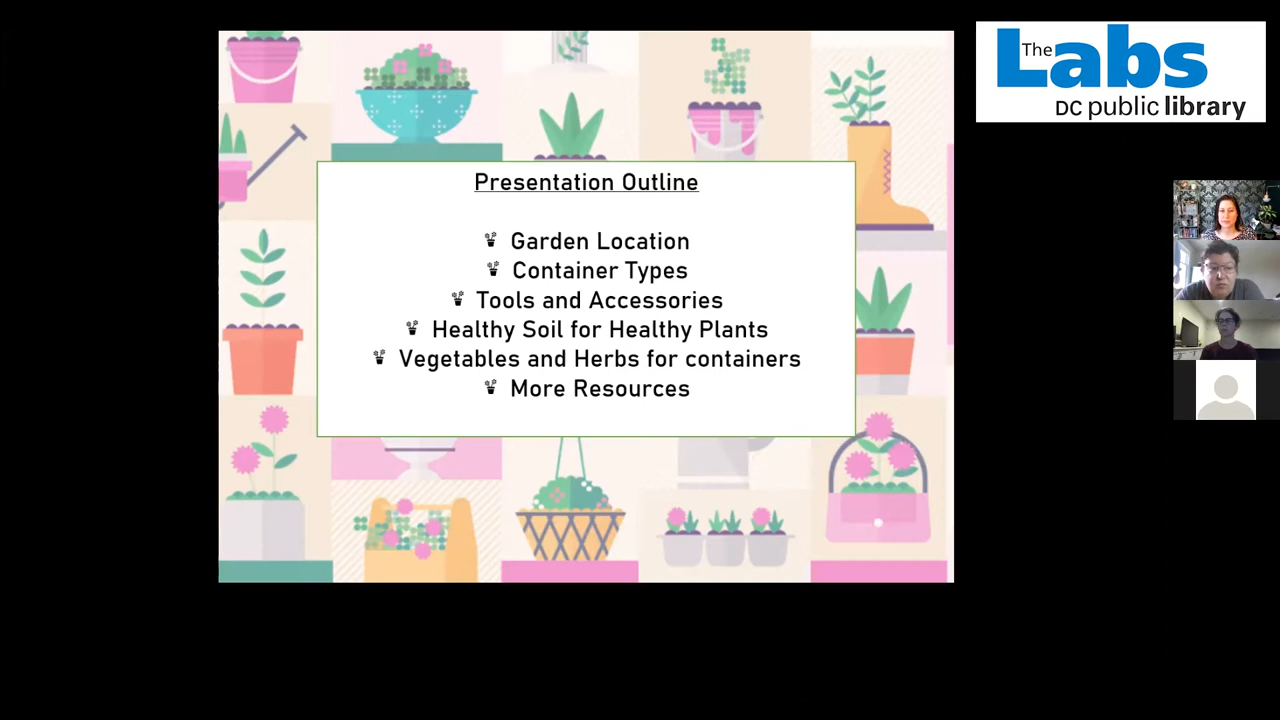 The Labs
DC public library
Presentation Outline
Garden Location
Container Types
Tools and Accessories
Healthy Soil for Healthy Plants
Vegetables and Herbs for containers
More Resources